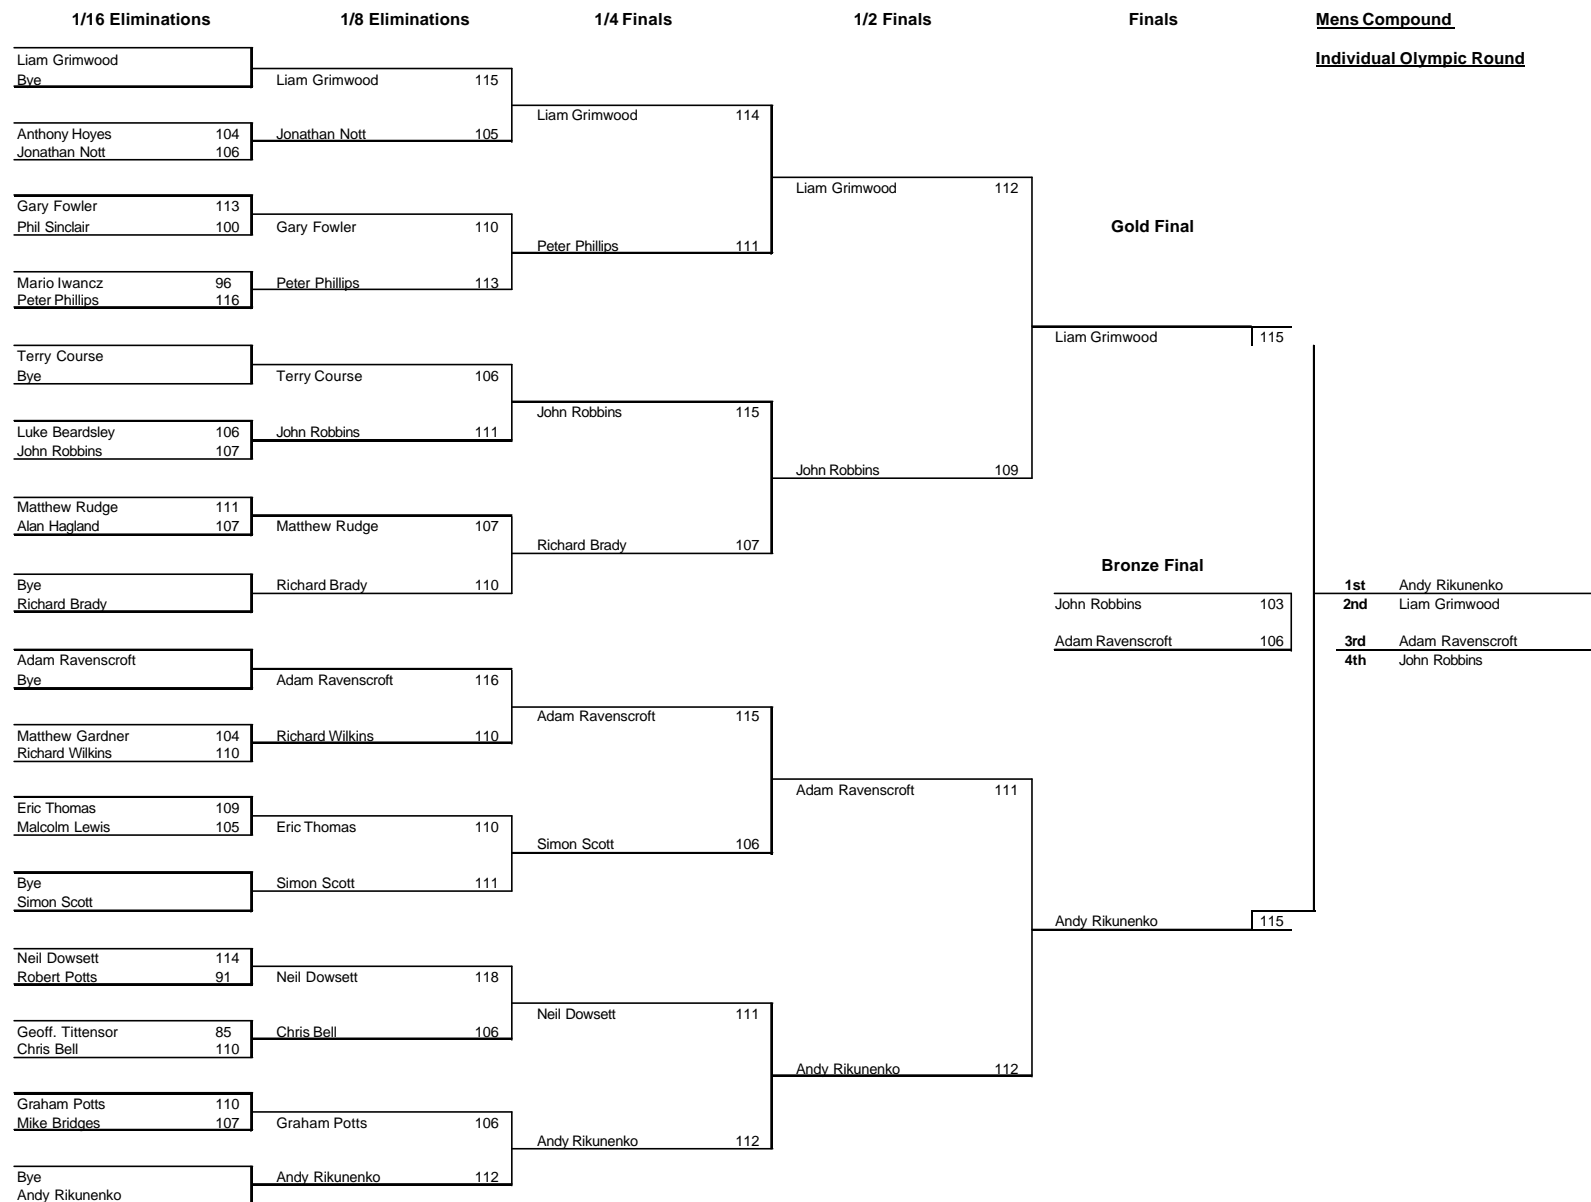 1/16 Eliminations 1/8 Eliminations 1/4 Finals 1/2 Finals Finals Mens Compound
Individual Olympic Round
Liam Grimwood
Bye
Anthony Hoyes 104
Jonathan Nott 106
Gary Fowler 113
Phil Sinclair 100
Mario Iwancz 96
Peter Phillips 116
Terry Course
Bye
Luke Beardsley 106
John Robbins 107
Matthew Rudge 111
Alan Hagland 107
Bye
Richard Brady
Adam Ravenscroft
Bye
Matthew Gardner 104
Richard Wilkins 110
Eric Thomas 109
Malcolm Lewis 105
Bye
Simon Scott
Neil Dowsett 114
Robert Potts 91
Geoff. Tittensor 85
Chris Bell 110
Graham Potts 110
Mike Bridges 107
Bye
Andy Rikunenko
Liam Grimwood 115
Jonathan Nott 105
Gary Fowler 110
Peter Phillips 113
Terry Course 106
John Robbins 111
Matthew Rudge 107
Richard Brady 110
Adam Ravenscroft 116
Richard Wilkins 110
Eric Thomas 110
Simon Scott 111
Neil Dowsett 118
Chris Bell 106
Graham Potts 106
Andy Rikunenko 112
Liam Grimwood 114
Peter Phillips 111
John Robbins 115
Richard Brady 107
Adam Ravenscroft 115
Simon Scott 106
Neil Dowsett 111
Andy Rikunenko 112
Liam Grimwood 112
John Robbins 109
Adam Ravenscroft 111
Andy Rikunenko 112
Gold Final
Liam Grimwood 115
Andy Rikunenko 115
Bronze Final
John Robbins 103
Adam Ravenscroft 106
1st Andy Rikunenko
2nd Liam Grimwood
3rd Adam Ravenscroft
4th John Robbins